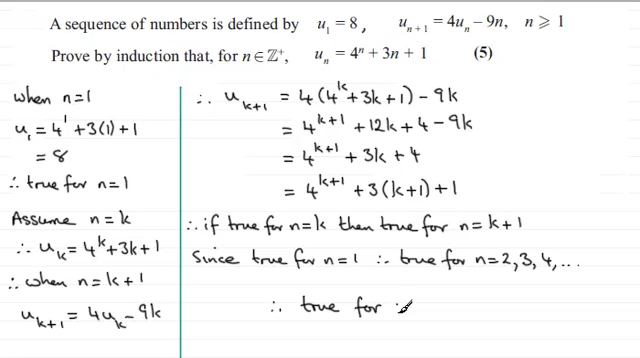 A sequence of numbers is defined by u₁ = 8, uₙ₊₁ = 4uₙ − 9n, n ⩾ 1
Prove by induction that, for n ∈ ℤ⁺, uₙ = 4ⁿ + 3n + 1 (5)
when n=1
u₁ = 4¹ + 3(1) + 1
= 8
∴ true for n=1
Assume n=k
∴ uₖ = 4ᵏ + 3k + 1
∴ when n=k+1
uₖ₊₁ = 4uₖ − 9k
∴ uₖ₊₁ = 4(4ᵏ + 3k + 1) − 9k
= 4ᵏ⁺¹ + 12k + 4 − 9k
= 4ᵏ⁺¹ + 3k + 4
= 4ᵏ⁺¹ + 3(k+1) + 1
∴ if true for n=k then true for n=k+1
Since true for n=1 ∴ true for n=2, 3, 4, ...
∴ true for